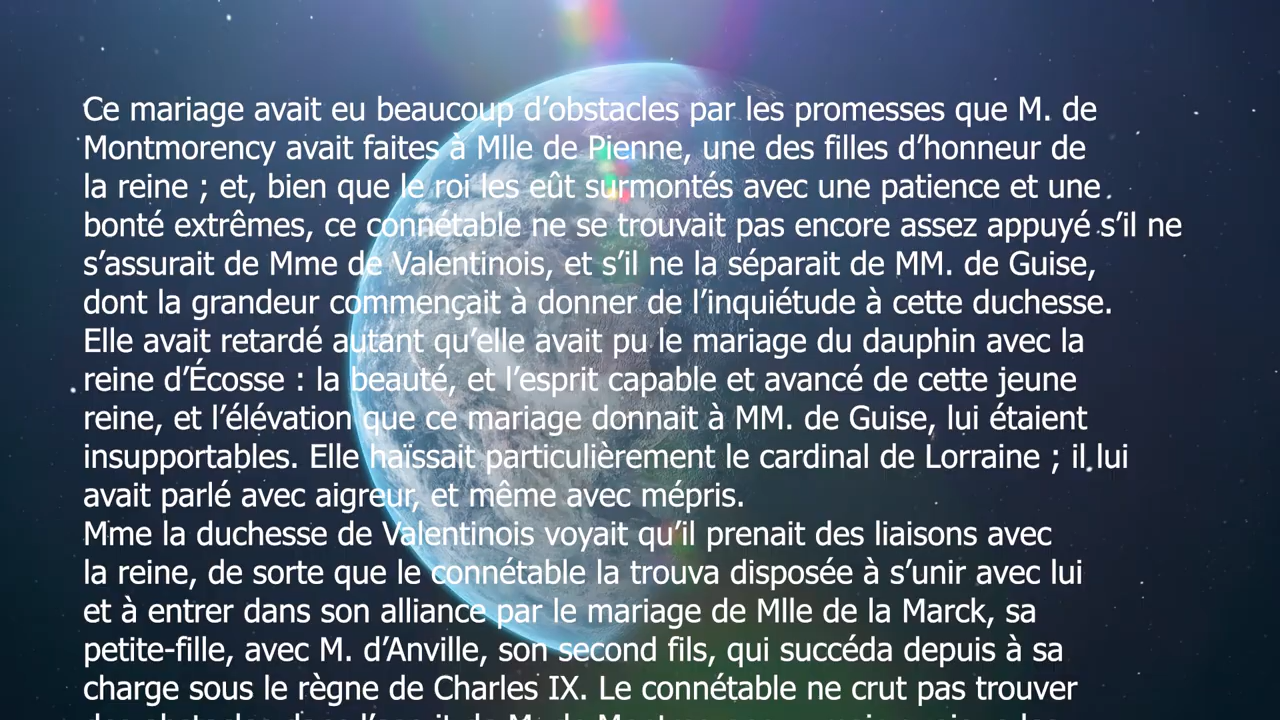 Ce mariage avait eu beaucoup d’obstacles par les promesses que M. de
Montmorency avait faites à Mlle de Pienne, une des filles d’honneur de
la reine ; et, bien que le roi les eût surmontés avec une patience et une
bonté extrêmes, ce connétable ne se trouvait pas encore assez appuyé s’il ne
s’assurait de Mme de Valentinois, et s’il ne la séparait de MM. de Guise,
dont la grandeur commençait à donner de l’inquiétude à cette duchesse.
Elle avait retardé autant qu’elle avait pu le mariage du dauphin avec la
reine d’Écosse : la beauté, et l’esprit capable et avancé de cette jeune
reine, et l’élévation que ce mariage donnait à MM. de Guise, lui étaient
insupportables. Elle haïssait particulièrement le cardinal de Lorraine ; il lui
avait parlé avec aigreur, et même avec mépris.
Mme la duchesse de Valentinois voyait qu’il prenait des liaisons avec
la reine, de sorte que le connétable la trouva disposée à s’unir avec lui
et à entrer dans son alliance par le mariage de Mlle de la Marck, sa
petite-fille, avec M. d’Anville, son second fils, qui succéda depuis à sa
charge sous le règne de Charles IX. Le connétable ne crut pas trouver